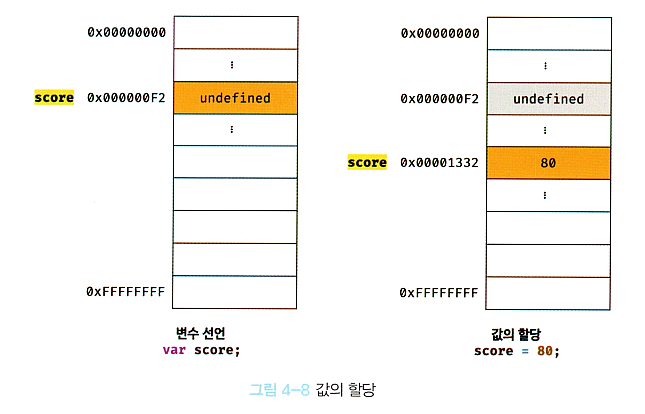 0x00000000
⋮
score 0x000000F2 undefined
⋮
0xFFFFFFFF
변수 선언
var score;
0x00000000
⋮
0x000000F2 undefined
⋮
score 0x00001332 80
⋮
0xFFFFFFFF
값의 할당
score = 80;
그림 4-8 값의 할당